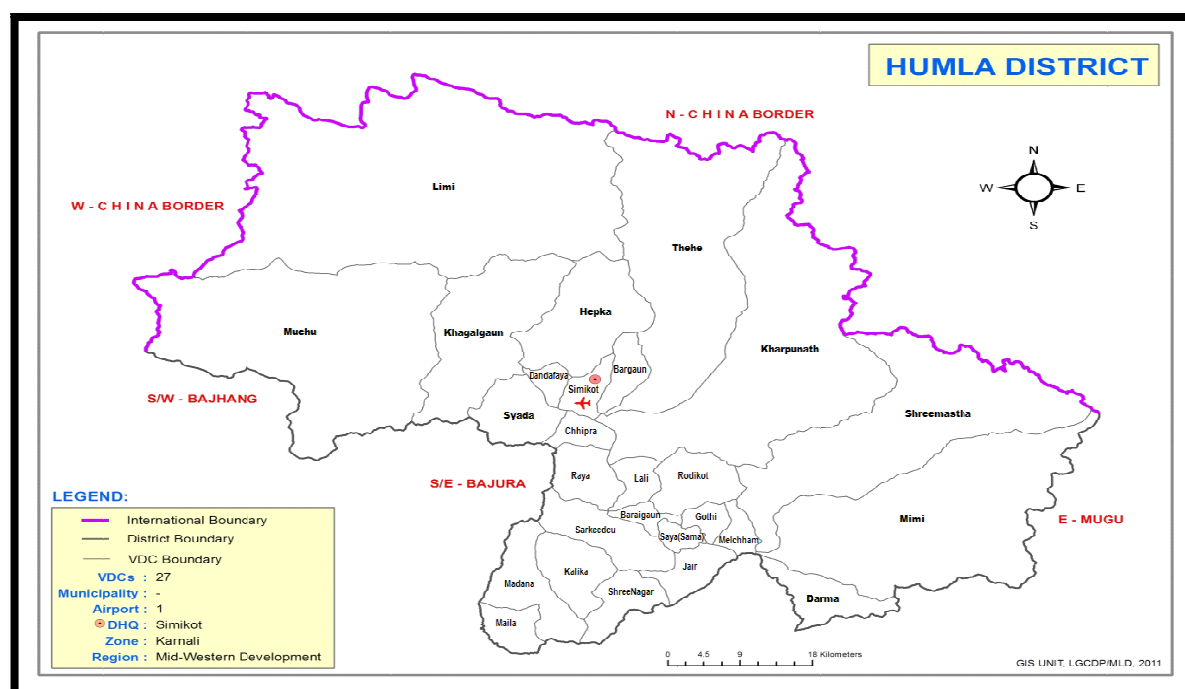 HUMLA DISTRICT
N - C H I N A BORDER
N
W
E
S
Limi
W - C H I N A BORDER
Thehe
Hepka
Muchu
Khagalgaun
Kharpunath
Bargaun
Dandafaya
Simikot
S/W - BAJHANG
Syada
Shreemastha
Chhipra
Raya
Lali
Rodikot
S/E - BAJURA
Baraigaun
Gothi
Mimi
E - MUGU
Sarkeedeu
Saya(Sama)
Melchham
Jair
Kalika
Madana
ShreeNagar
Darma
Maila
LEGEND:
International Boundary
District Boundary
VDC Boundary
VDCs : 27
Municipality : -
Airport : 1
DHQ : Simikot
Zone : Karnali
Region : Mid-Western Development
0 4.5 9 18 Kilometers
GIS UNIT, LGCDP/MLD, 2011